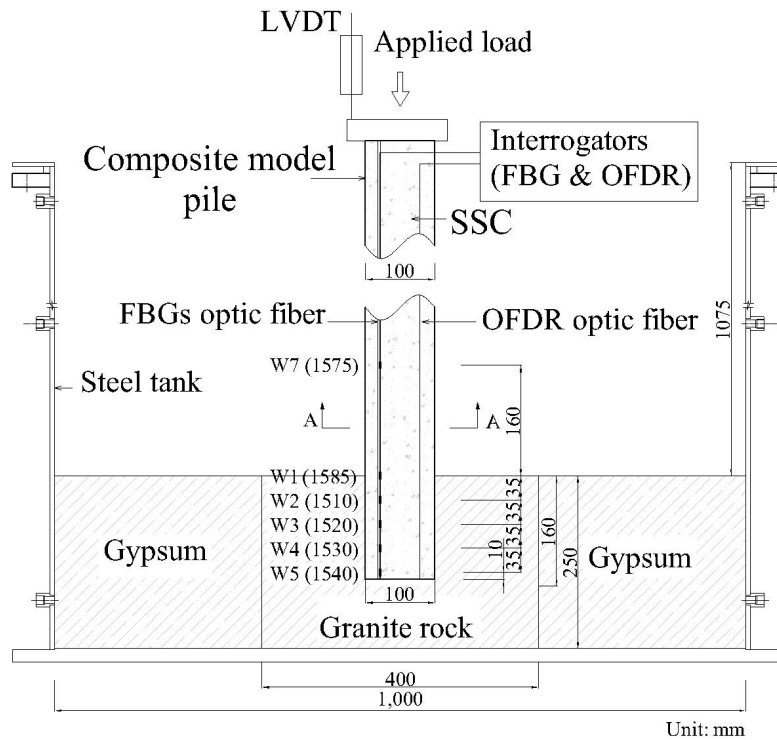 LVDT
Applied load
Interrogators
(FBG & OFDR)
Composite model
pile
SSC
100
FBGs optic fiber
OFDR optic fiber
1075
W7 (1575)
Steel tank
A
A
160
W1 (1585)
W2 (1510)
W3 (1520)
W4 (1530)
W5 (1540)
35
35
35
35
10
160
250
Gypsum
Gypsum
100
Granite rock
400
1,000
Unit: mm